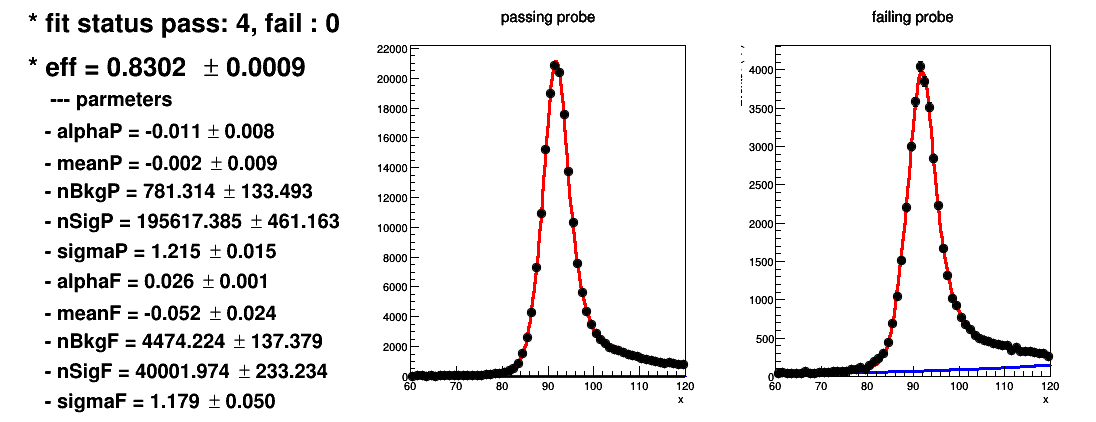 * fit status pass: 4, fail : 0
* eff = 0.8302 ± 0.0009
--- parmeters
- alphaP = -0.011 ± 0.008
- meanP = -0.002 ± 0.009
- nBkgP = 781.314 ± 133.493
- nSigP = 195617.385 ± 461.163
- sigmaP = 1.215 ± 0.015
- alphaF = 0.026 ± 0.001
- meanF = -0.052 ± 0.024
- nBkgF = 4474.224 ± 137.379
- nSigF = 40001.974 ± 233.234
- sigmaF = 1.179 ± 0.050
passing probe
22000
20000
18000
16000
14000
12000
10000
8000
6000
4000
2000
0
60 70 80 90 100 110 120
x
failing probe
4000
3500
3000
2500
2000
1500
1000
500
0
60 70 80 90 100 110 120
x